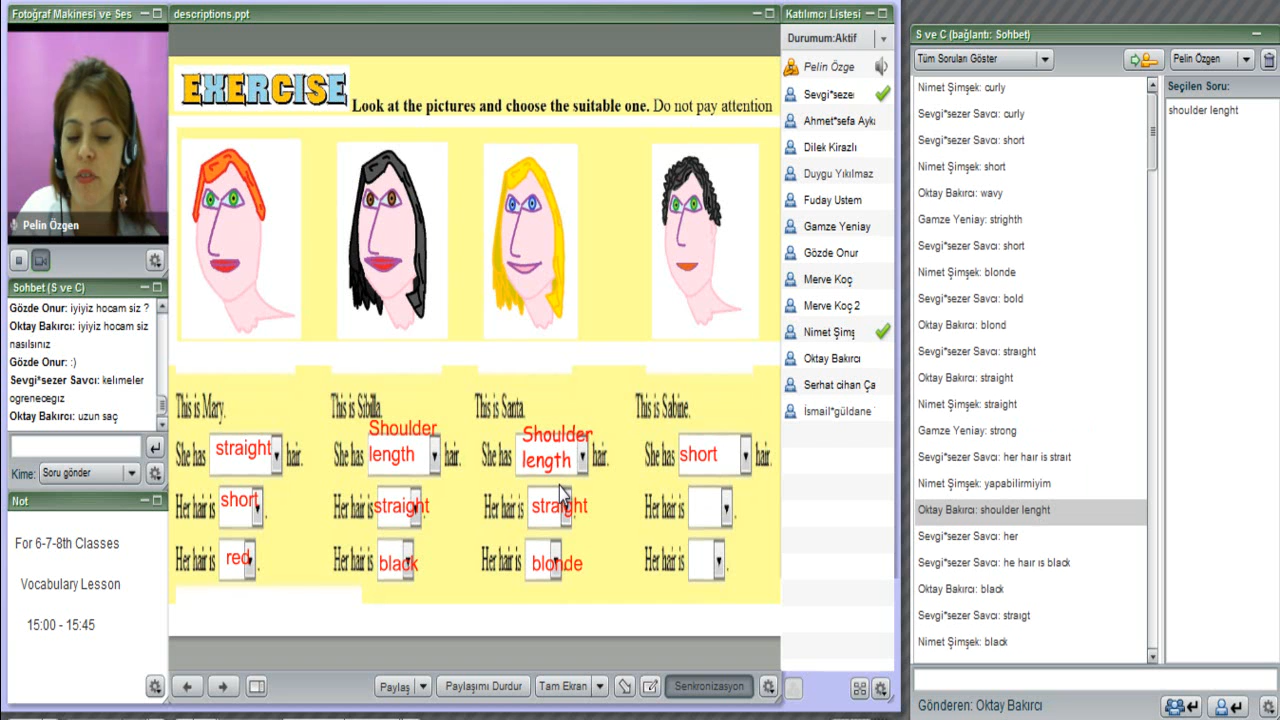 Fotoğraf Makinesi ve Ses
Pelin Özgen
Sohbet (S ve C)
Gözde Onur: iyiyiz hocam siz ?
Oktay Bakırcı: iyiyiz hocam siz
nasılsınız
Gözde Onur: :)
Sevgi*sezer Savcı: kelımeler
ogreneceğız
Oktay Bakırcı: uzun saç
Kime: Soru gönder
Not
For 6-7-8th Classes
Vocabulary Lesson
15:00 - 15:45
descriptions.ppt
EXERCISE
Look at the pictures and choose the suitable one. Do not pay attention
This is Mary.
She has straight hair.
Her hair is short.
Her hair is red.
This is Sibilla.
She has Shoulder
length hair.
Her hair is straight.
Her hair is black
This is Santa.
She has Shoulder
length hair.
Her hair is straight
Her hair is blonde
This is Sabine.
She has short hair.
Her hair is .
Her hair is .
Paylaş
Paylaşımı Durdur
Tam Ekran
Senkronizasyon
Katılımcı Listesi
Durumum:Aktif
Pelin Özge
Sevgi*seze
Ahmet*sefa Aykı
Dilek Kirazlı
Duygu Yıkılmaz
Fuday Ustem
Gamze Yeniay
Gözde Onur
Merve Koç
Merve Koç 2
Nimet Şimş
Oktay Bakırcı
Serhat cihan Ça
İsmail*güldane
S ve C (bağlantı: Sohbet)
Tüm Soruları Göster
Pelin Özgen
Nimet Şimşek: curly
Sevgi*sezer Savcı: curly
Sevgi*sezer Savcı: short
Nimet Şimşek: short
Oktay Bakırcı: wavy
Gamze Yeniay: strighth
Sevgi*sezer Savcı: short
Nimet Şimşek: blonde
Sevgi*sezer Savcı: bold
Oktay Bakırcı: blond
Sevgi*sezer Savcı: straıght
Oktay Bakırcı: straight
Nimet Şimşek: straight
Gamze Yeniay: strong
Sevgi*sezer Savcı: her haır ıs straıt
Nimet Şimşek: yapabilirmiyim
Oktay Bakırcı: shoulder lenght
Sevgi*sezer Savcı: her
Sevgi*sezer Savcı: he haır ıs black
Oktay Bakırcı: black
Sevgi*sezer Savcı: straıgt
Nimet Şimşek: black
Seçilen Soru:
shoulder lenght
Gönderen: Oktay Bakırcı